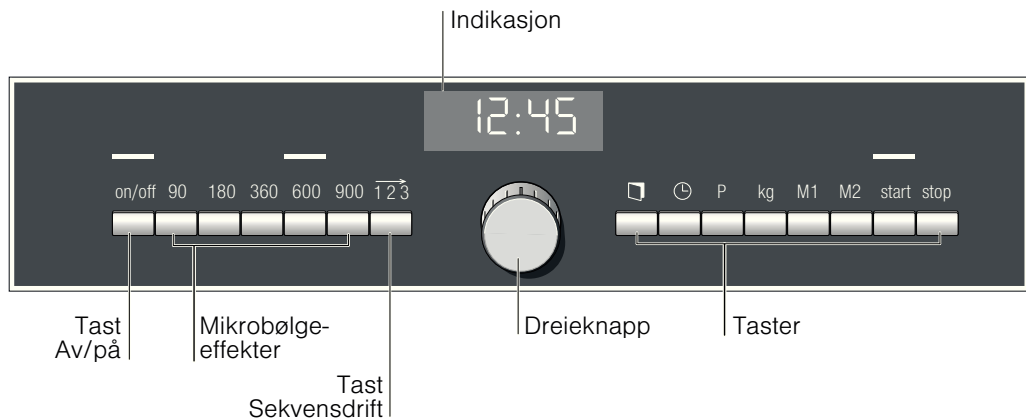 Indikasjon
12:45
on/off 90 180 360 600 900 1 2 3 P kg M1 M2 start stop
Tast
Av/på
Mikrobølge-
effekter
Tast
Sekvensdrift
Dreieknapp
Taster